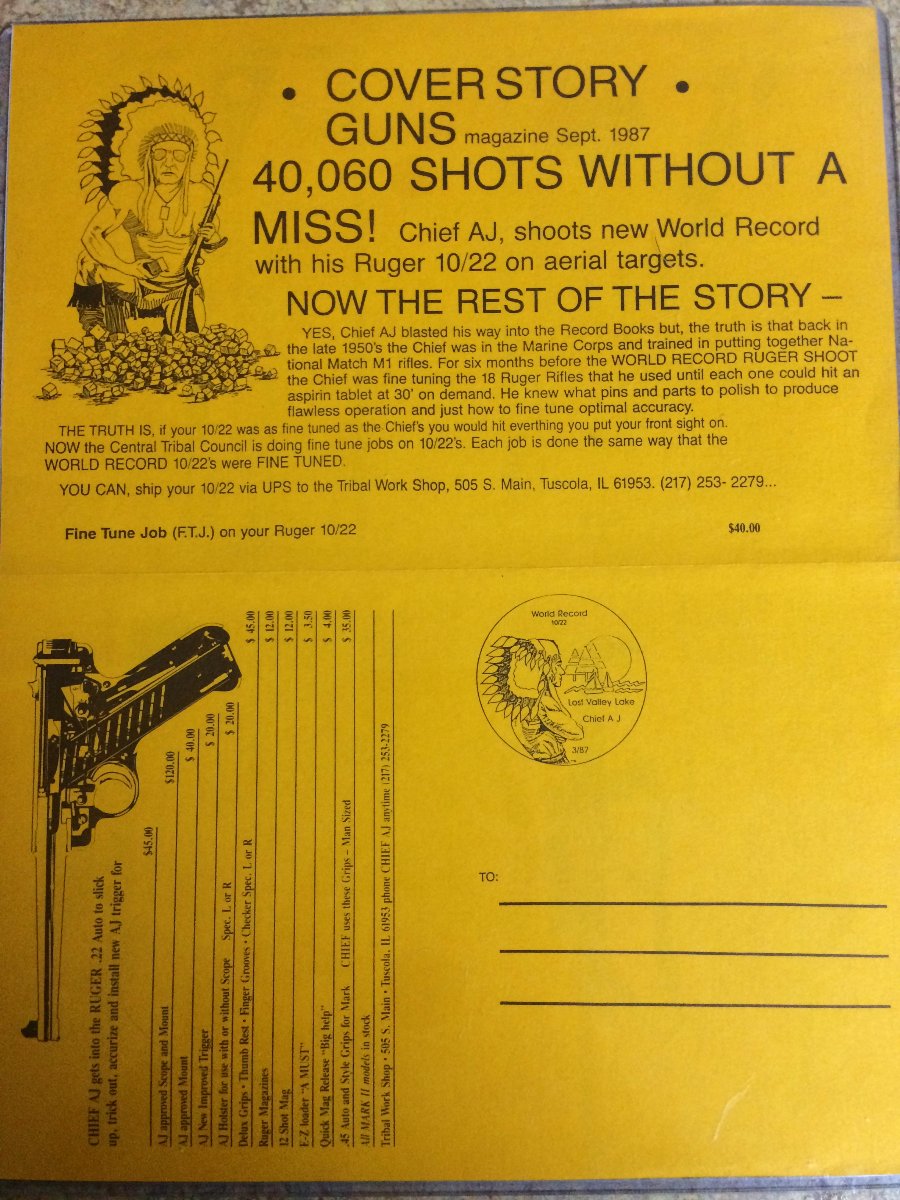 • COVER STORY •
GUNS magazine Sept. 1987
40,060 SHOTS WITHOUT A
MISS! Chief AJ, shoots new World Record
with his Ruger 10/22 on aerial targets.
NOW THE REST OF THE STORY —
YES, Chief AJ blasted his way into the Record Books but, the truth is that back in
the late 1950's the Chief was in the Marine Corps and trained in putting together Na-
tional Match M1 rifles. For six months before the WORLD RECORD RUGER SHOOT
the Chief was fine tuning the 18 Ruger Rifles that he used until each one could hit an
aspirin tablet at 30' on demand. He knew what pins and parts to polish to produce
flawless operation and just how to fine tune optimal accuracy.
THE TRUTH IS, if your 10/22 was as fine tuned as the Chief's you would hit everthing you put your front sight on.
NOW the Central Tribal Council is doing fine tune jobs on 10/22's. Each job is done the same way that the
WORLD RECORD 10/22's were FINE TUNED.
YOU CAN, ship your 10/22 via UPS to the Tribal Work Shop, 505 S. Main, Tuscola, IL 61953. (217) 253- 2279...
Fine Tune Job (F.T.J.) on your Ruger 10/22 $40.00
CHIEF AJ gets into the RUGER .22 Auto to slick
up, trick out, accurize and install new AJ trigger for $45.00
AJ approved Scope and Mount $120.00
AJ approved Mount $ 40.00
AJ New Improved Trigger $ 20.00
AJ Holster for use with or without Scope Spec. L or R $ 20.00
Delux Grips • Thumb Rest • Finger Grooves • Checker Spec. L or R $ 45.00
Ruger Magazines $ 12.00
12 Shot Mag $ 12.00
E-Z loader "A MUST" $ 3.50
Quick Mag Release "Big help" $ 4.00
.45 Auto and Style Grips for Mark CHIEF uses these Grips – Man Sized $ 35.00
All MARK II models in stock
Tribal Work Shop • 505 S. Main • Tuscola, IL 61953 phone CHIEF AJ anytime (217) 253-2279
World Record
10/22
Lost Valley Lake
Chief A J
3/87
TO: